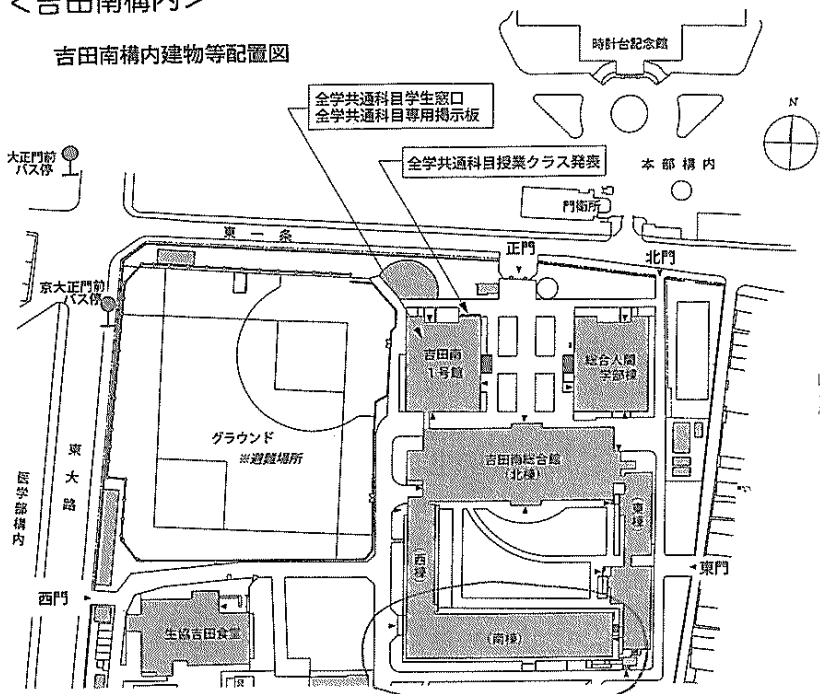 <吉田南構内>
吉田南構内建物等配置図
時計台記念館
全学共通科目学生窓口
全学共通科目専用掲示板
N
大正門前
バス停
全学共通科目授業クラス発表
本部構内
門衛所
東一条
正門
北門
京大正門前
バス停
吉田南
1号館
総合人間
学部棟
グラウンド
※避難場所
吉田南総合館
(北棟)
東大路
医学部構内
(東棟)
(西棟)
東門
西門
生協吉田食堂
(南棟)